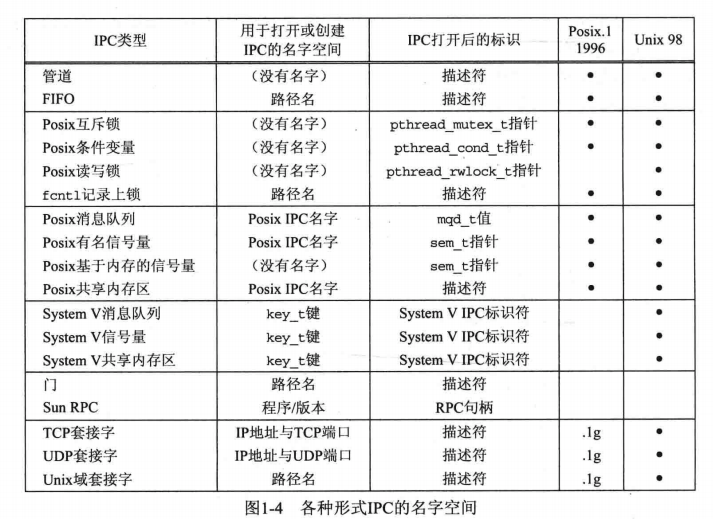 IPC类型 用于打开或创建 IPC打开后的标识 Posix.1 Unix 98
IPC的名字空间 1996
管道 （没有名字） 描述符 • •
FIFO 路径名 描述符 • •
Posix互斥锁 （没有名字） pthread_mutex_t指针 • •
Posix条件变量 （没有名字） pthread_cond_t指针 • •
Posix读写锁 （没有名字） pthread_rwlock_t指针 •
fcntl记录上锁 路径名 描述符 • •
Posix消息队列 Posix IPC名字 mqd_t值 • •
Posix有名信号量 Posix IPC名字 sem_t指针 • •
Posix基于内存的信号量 （没有名字） sem_t指针 • •
Posix共享内存区 Posix IPC名字 描述符 • •
System V消息队列 key_t键 System V IPC标识符 •
System V信号量 key_t键 System V IPC标识符 •
System V共享内存区 key_t键 System V IPC标识符 •
门 路径名 描述符
Sun RPC 程序/版本 RPC句柄
TCP套接字 IP地址与TCP端口 描述符 .1g •
UDP套接字 IP地址与UDP端口 描述符 .1g •
Unix域套接字 路径名 描述符 .1g •
图1-4 各种形式IPC的名字空间